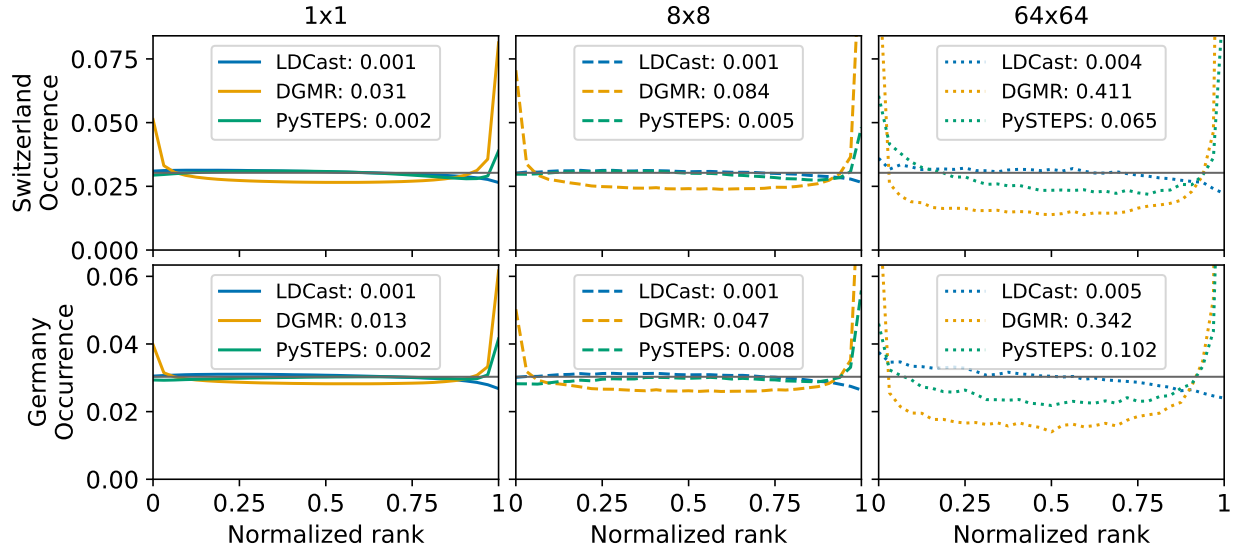 1x1
8x8
64x64
Switzerland
Occurrence
0.075
0.050
0.025
0.000
LDCast: 0.001
DGMR: 0.031
PySTEPS: 0.002
LDCast: 0.001
DGMR: 0.084
PySTEPS: 0.005
LDCast: 0.004
DGMR: 0.411
PySTEPS: 0.065
Germany
Occurrence
0.06
0.04
0.02
0.00
LDCast: 0.001
DGMR: 0.013
PySTEPS: 0.002
LDCast: 0.001
DGMR: 0.047
PySTEPS: 0.008
LDCast: 0.005
DGMR: 0.342
PySTEPS: 0.102
0 0.25 0.50 0.75 1
0 0.25 0.50 0.75 1
0 0.25 0.50 0.75 1
Normalized rank
Normalized rank
Normalized rank